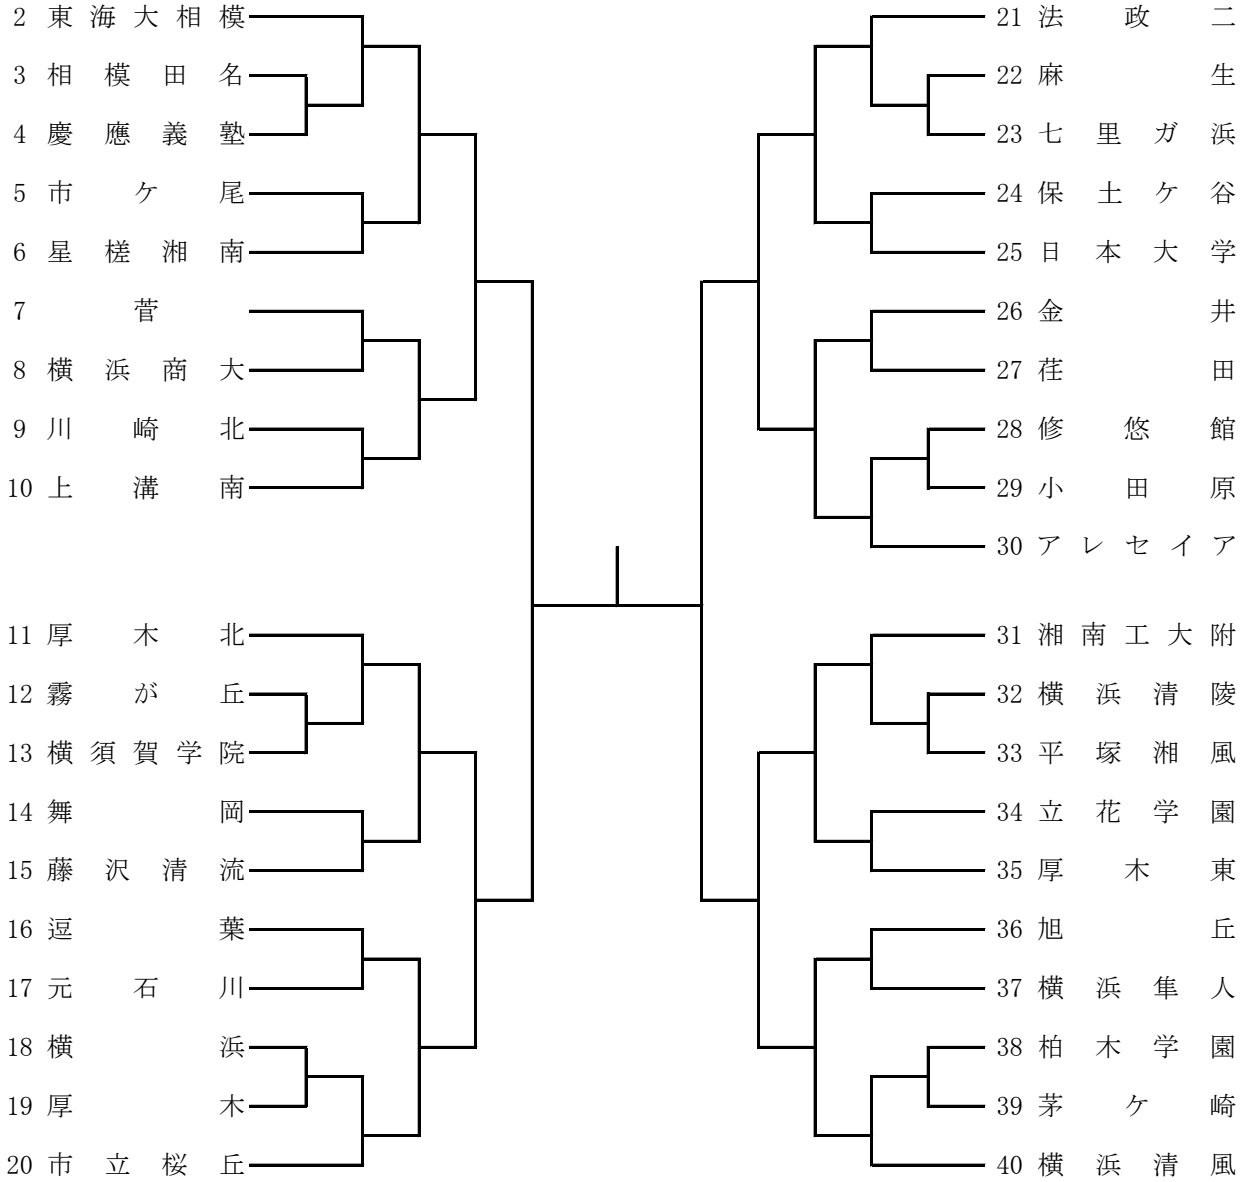 2 東海大相模
3 相模田名
4 慶應義塾
5 市ケ尾
6 星槎湘南
7 菅
8 横浜商大
9 川崎北
10 上溝南
11 厚木北
12 霧が丘
13 横須賀学院
14 舞岡
15 藤沢清流
16 逗葉
17 元石川
18 横浜
19 厚木
20 市立桜丘
21 法政二
22 麻生
23 七里ガ浜
24 保土ケ谷
25 日本大学
26 金井
27 荏田
28 修悠館
29 小田原
30 アレセイア
31 湘南工大附
32 横浜清陵
33 平塚湘風
34 立花学園
35 厚木東
36 旭丘
37 横浜隼人
38 柏木学園
39 茅ケ崎
40 横浜清風